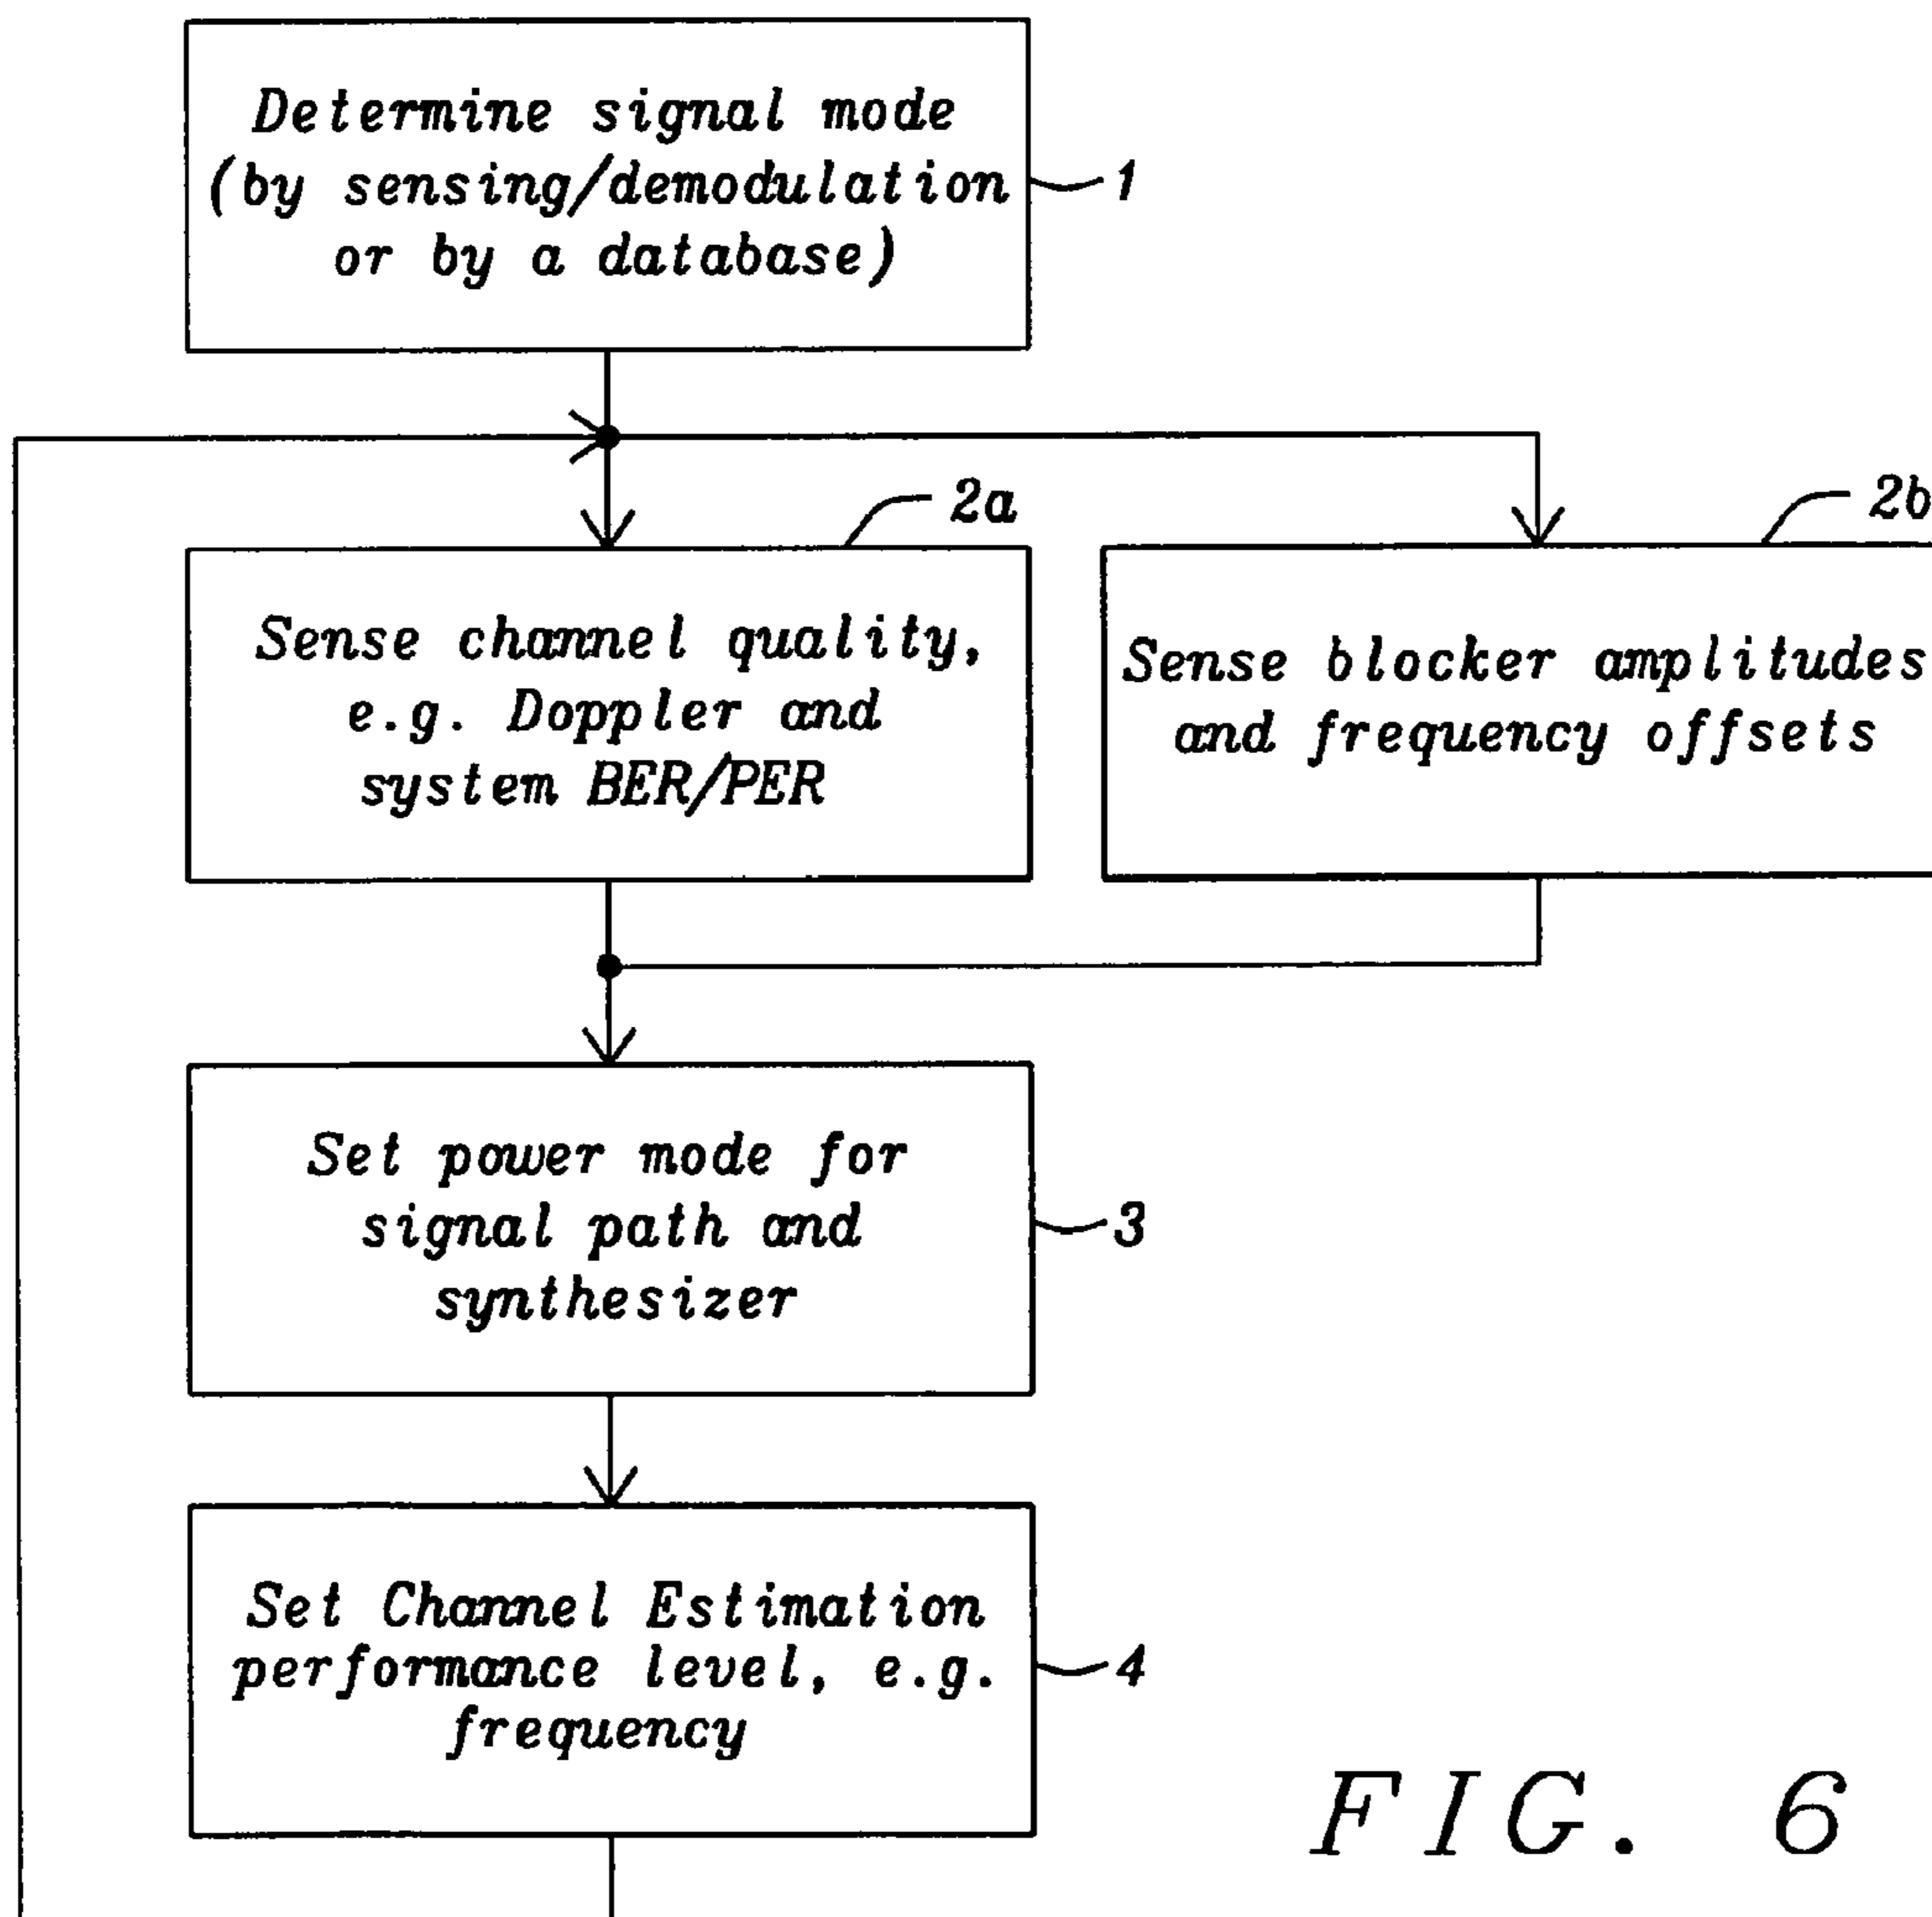 Determine signal mode
(by sensing/demodulation
or by a database)
1
2a
2b
Sense channel quality,
e.g. Doppler and
system BER/PER
Sense blocker amplitudes
and frequency offsets
Set power mode for
signal path and
synthesizer
3
Set Channel Estimation
performance level, e.g.
frequency
4
FIG. 6